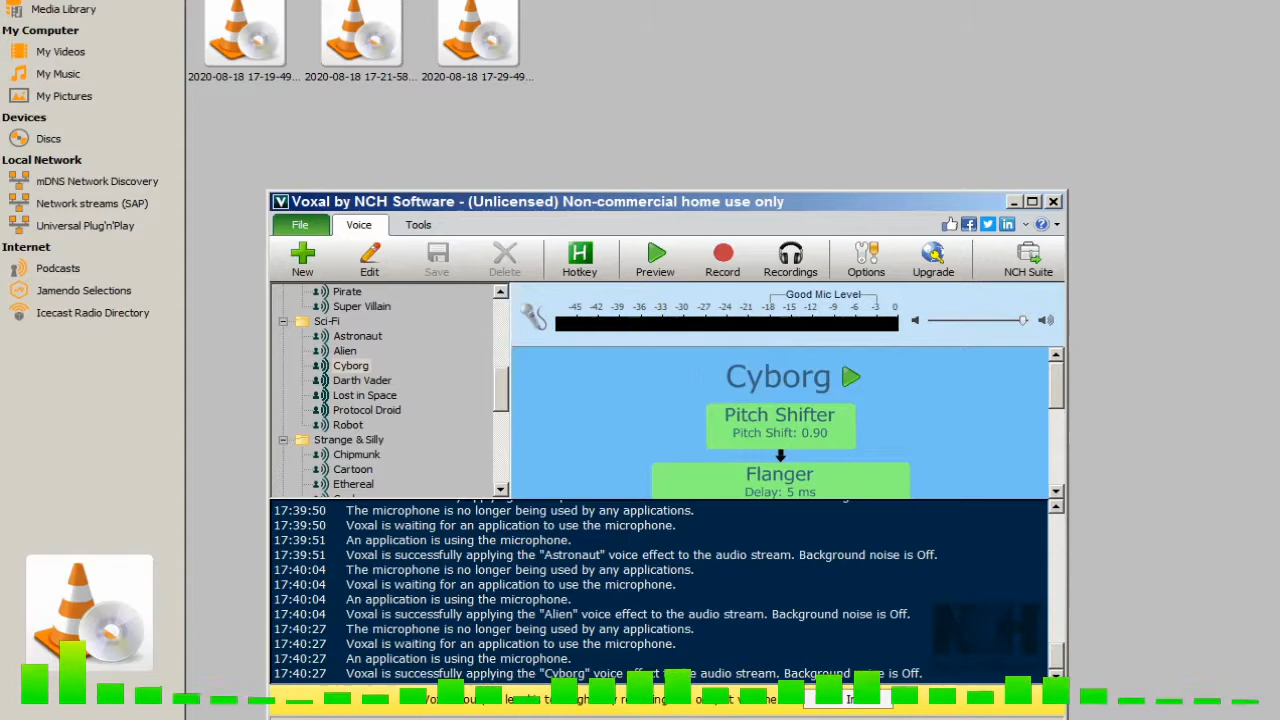 Media Library
My Computer
My Videos
My Music
My Pictures
Devices
Discs
Local Network
mDNS Network Discovery
Network streams (SAP)
Universal Plug'n'Play
Internet
Podcasts
Jamendo Selections
Icecast Radio Directory
2020-08-18 17-19-49... 2020-08-18 17-21-58... 2020-08-18 17-29-49...
Voxal by NCH Software - (Unlicensed) Non-commercial home use only
File Voice Tools
New Edit Save Delete Hotkey Preview Record Recordings Options Upgrade NCH Suite
Pirate
Super Villain
Sci-Fi
Astronaut
Alien
Cyborg
Darth Vader
Lost in Space
Protocol Droid
Robot
Strange & Silly
Chipmunk
Cartoon
Ethereal
Good Mic Level
-45 -42 -39 -36 -33 -30 -27 -24 -21 -18 -15 -12 -9 -6 -3 0
Cyborg
Pitch Shifter
Pitch Shift: 0.90
Flanger
Delay: 5 ms
17:39:50 The microphone is no longer being used by any applications.
17:39:50 Voxal is waiting for an application to use the microphone.
17:39:51 An application is using the microphone.
17:39:51 Voxal is successfully applying the "Astronaut" voice effect to the audio stream. Background noise is Off.
17:40:04 The microphone is no longer being used by any applications.
17:40:04 Voxal is waiting for an application to use the microphone.
17:40:04 An application is using the microphone.
17:40:04 Voxal is successfully applying the "Alien" voice effect to the audio stream. Background noise is Off.
17:40:27 The microphone is no longer being used by any applications.
17:40:27 Voxal is waiting for an application to use the microphone.
17:40:27 An application is using the microphone.
17:40:27 Voxal is successfully applying the "Cyborg" voice effect to the audio stream. Background noise is Off.
NCH